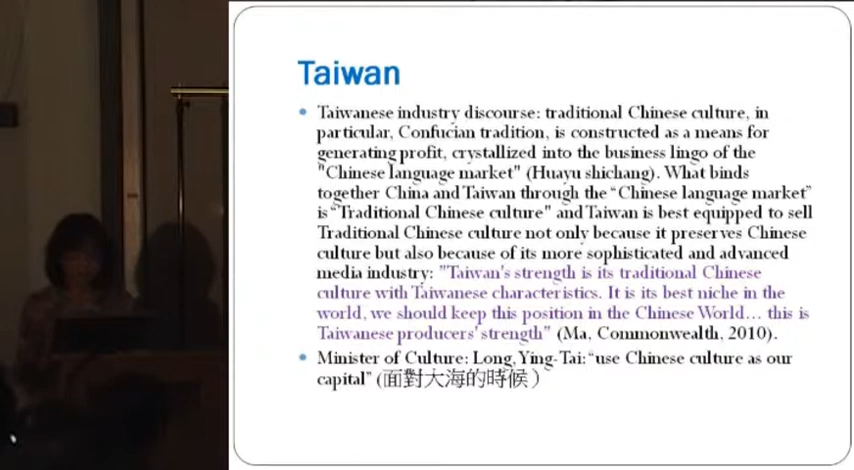 Taiwan
• Taiwanese industry discourse: traditional Chinese culture, in
particular, Confucian tradition, is constructed as a means for
generating profit, crystallized into the business lingo of the
"Chinese language market" (Huayu shichang). What binds
together China and Taiwan through the “Chinese language market”
is “Traditional Chinese culture" and Taiwan is best equipped to sell
Traditional Chinese culture not only because it preserves Chinese
culture but also because of its more sophisticated and advanced
media industry: "Taiwan's strength is its traditional Chinese
culture with Taiwanese characteristics. It is its best niche in the
world, we should keep this position in the Chinese World… this is
Taiwanese producers' strength" (Ma, Commonwealth, 2010).
• Minister of Culture: Long, Ying-Tai: “use Chinese culture as our
capital” (面對大海的時候）